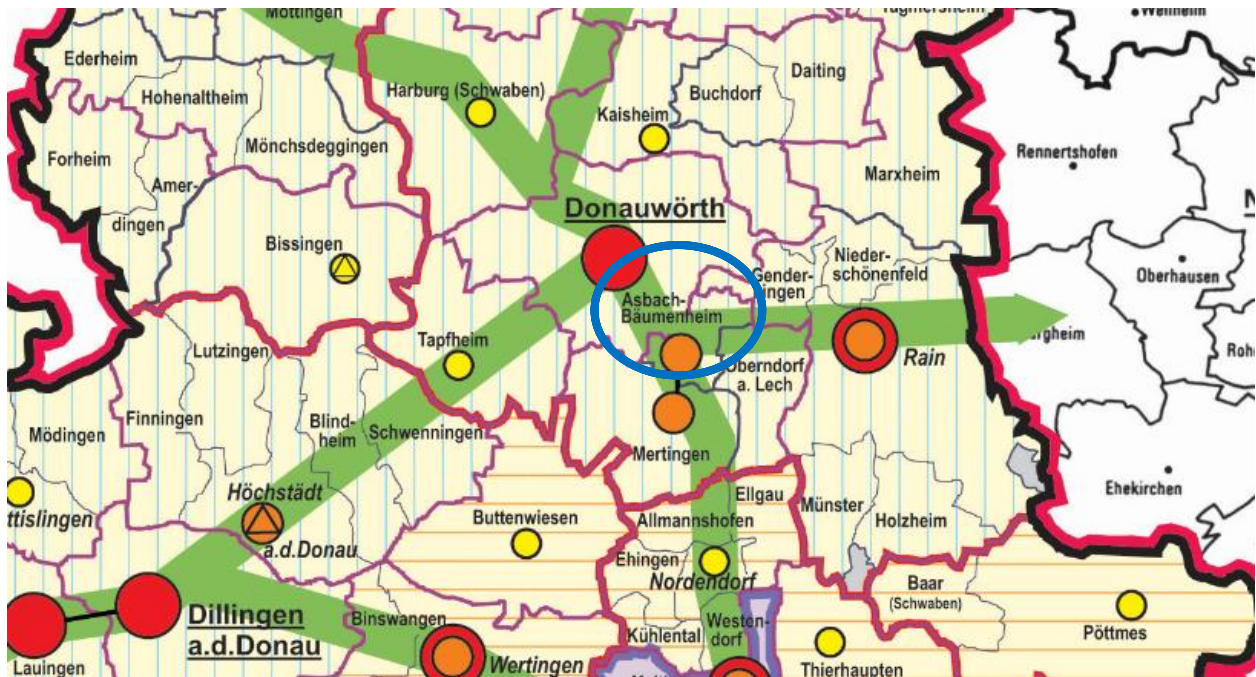 Möttingen
Ederheim
Hohenaltheim
Harburg (Schwaben)
Kaisheim
Buchdorf
Daiting
Forheim
Mönchsdeggingen
Amer-
dingen
Marxheim
Rennertshofen
Bissingen
Donauwörth
Gender-
kingen
Nieder-
schönenfeld
Oberhausen
Asbach-
Bäumenheim
Lutzingen
Tapfheim
Rain
Oberndorf
a. Lech
Finningen
Blind-
heim
Schwenningen
Mödingen
Mertingen
Ehekirchen
Höchstädt
a.d.Donau
Ellgau
Münster
Holzheim
Buttenwiesen
Allmannshofen
Ehingen
Nordendorf
Baar
(Schwaben)
Pöttmes
Binswangen
Dillingen
a.d.Donau
Kühlental
Westen-
dorf
Lauingen
Wertingen
Thierhaupten